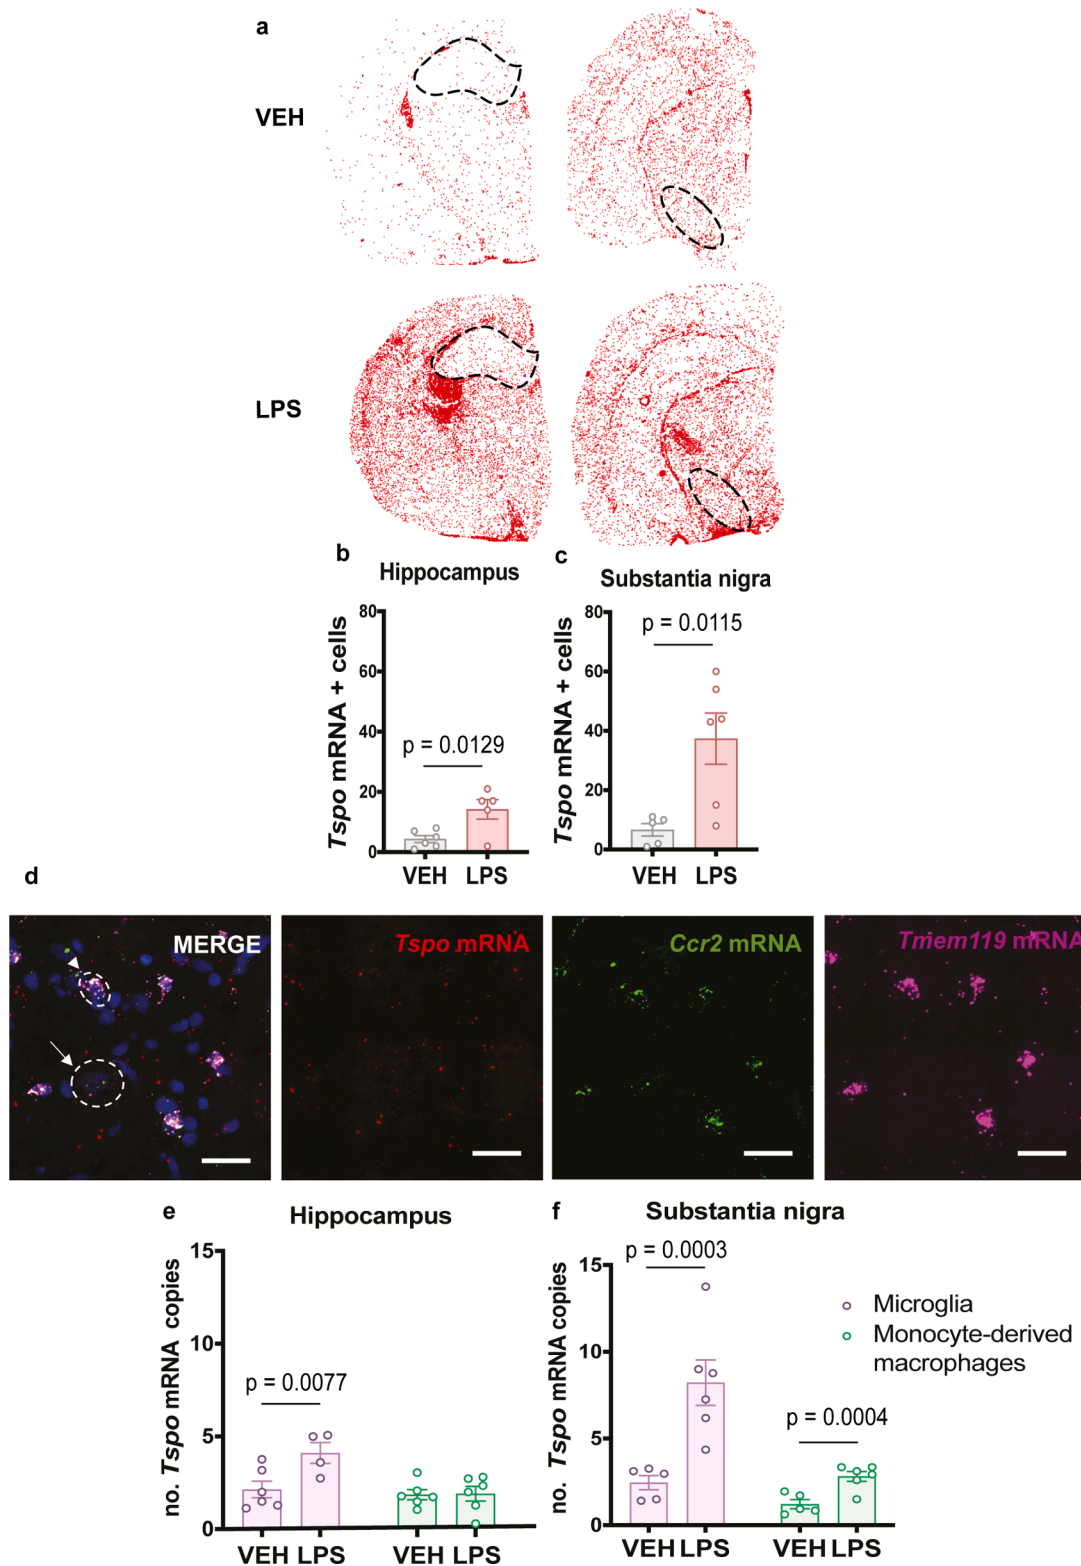 a
VEH
LPS
b
Hippocampus
c
Substantia nigra
Tspo mRNA + cells
80
60
40
20
0
p = 0.0129
VEH LPS
Tspo mRNA + cells
80
60
40
20
0
p = 0.0115
VEH LPS
d
MERGE
Tspo mRNA
Ccr2 mRNA
Tmem119 mRNA
e
Hippocampus
f
Substantia nigra
no. Tspo mRNA copies
15
10
5
0
p = 0.0077
VEH LPS VEH LPS
no. Tspo mRNA copies
15
10
5
0
p = 0.0003
p = 0.0004
VEH LPS VEH LPS
Microglia
Monocyte-derived
macrophages